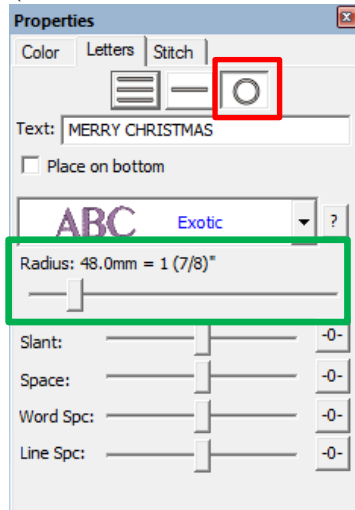 Properties
Color Letters Stitch
Text: MERRY CHRISTMAS
Place on bottom
ABC Exotic ?
Radius: 48.0mm = 1 (7/8)"
Slant: -0-
Space: -0-
Word Spc: -0-
Line Spc: -0-